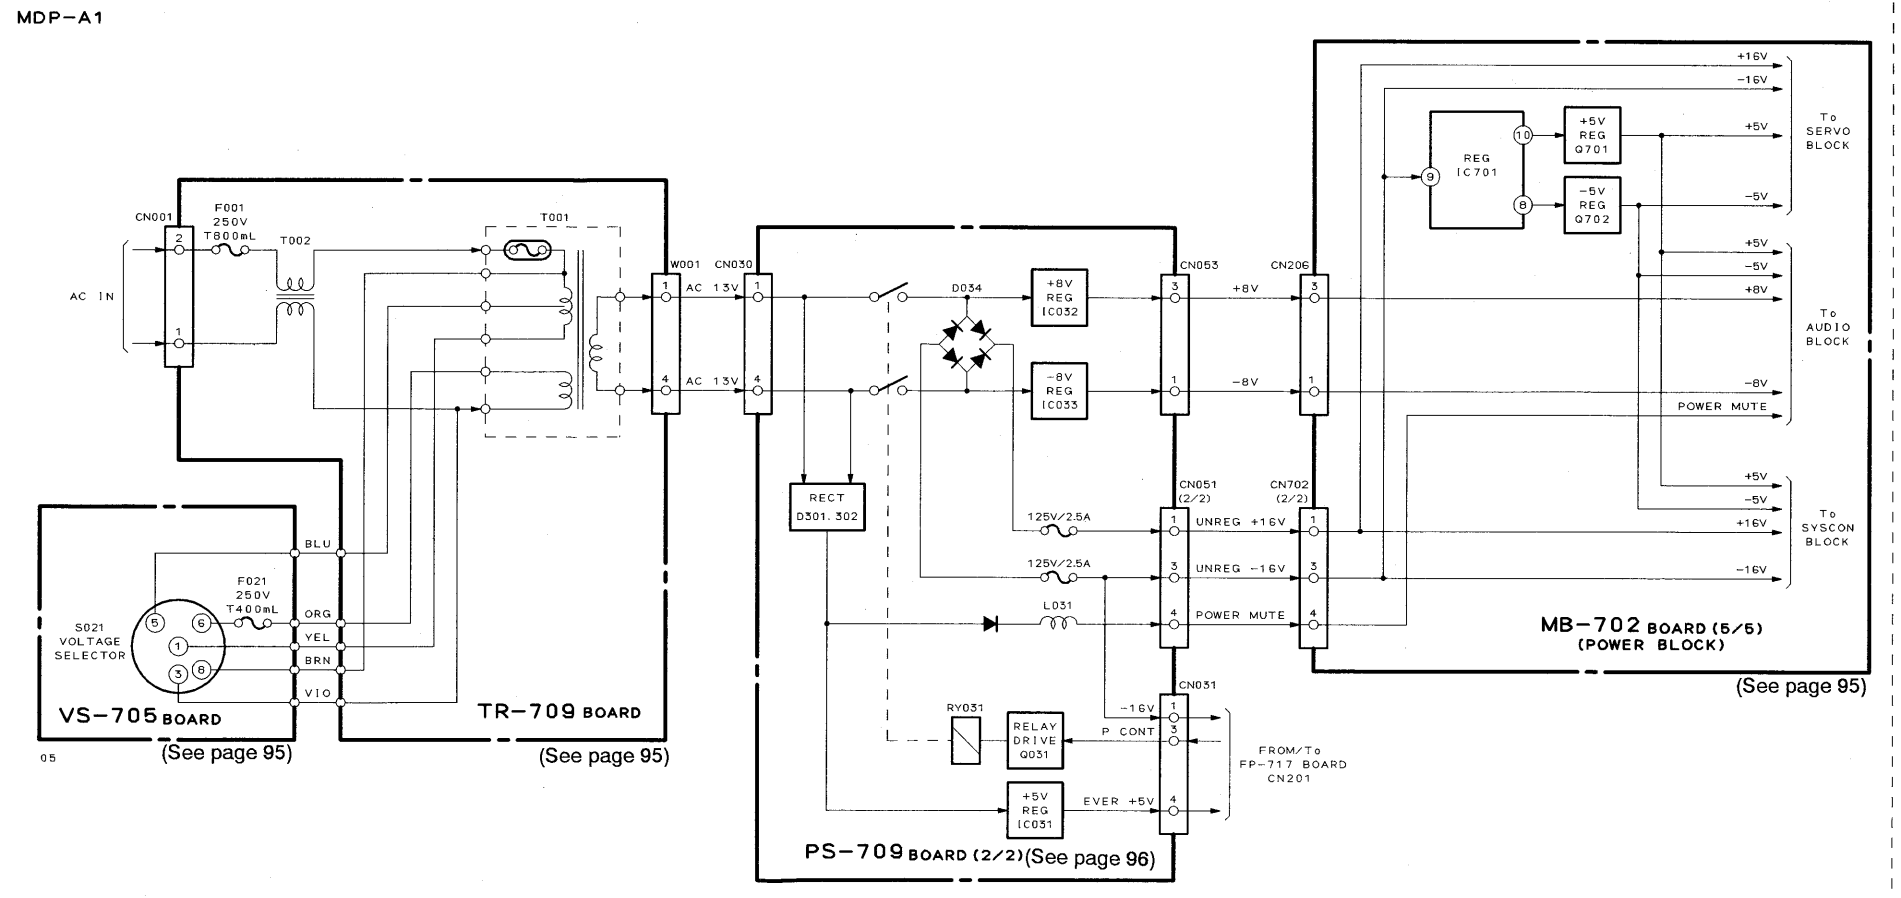 MDP-A1
CN001
F001
250V
T800mL
T002
2
1
AC IN
T001
W001
1
4
AC 13V
AC 13V
CN030
1
4
D034
+8V
REG
IC032
-8V
REG
IC033
CN053
3
1
+8V
-8V
CN206
3
1
RECT
D301.302
125V/2.5A
125V/2.5A
L031
CN051
(2/2)
1
3
4
UNREG +16V
UNREG -16V
POWER MUTE
CN702
(2/2)
1
3
4
RY031
RELAY
DRIVE
Q031
+5V
REG
IC031
-16V
P CONT
EVER +5V
CN031
1
3
4
FROM/To
FP-717 BOARD
CN201
PS-709 BOARD (2/2) (See page 96)
REG
IC701
9
10
8
+5V
REG
Q701
-5V
REG
Q702
+16V
-16V
+5V
-5V
To
SERVO
BLOCK
+5V
-5V
+8V
-8V
POWER MUTE
To
AUDIO
BLOCK
+5V
-5V
+16V
-16V
To
SYSCON
BLOCK
MB-702 BOARD (5/5)
(POWER BLOCK)
(See page 95)
BLU
F021
250V
T400mL
ORG
YEL
BRN
VIO
S021
VOLTAGE
SELECTOR
5
6
1
3
8
VS-705 BOARD
(See page 95)
05
TR-709 BOARD
(See page 95)